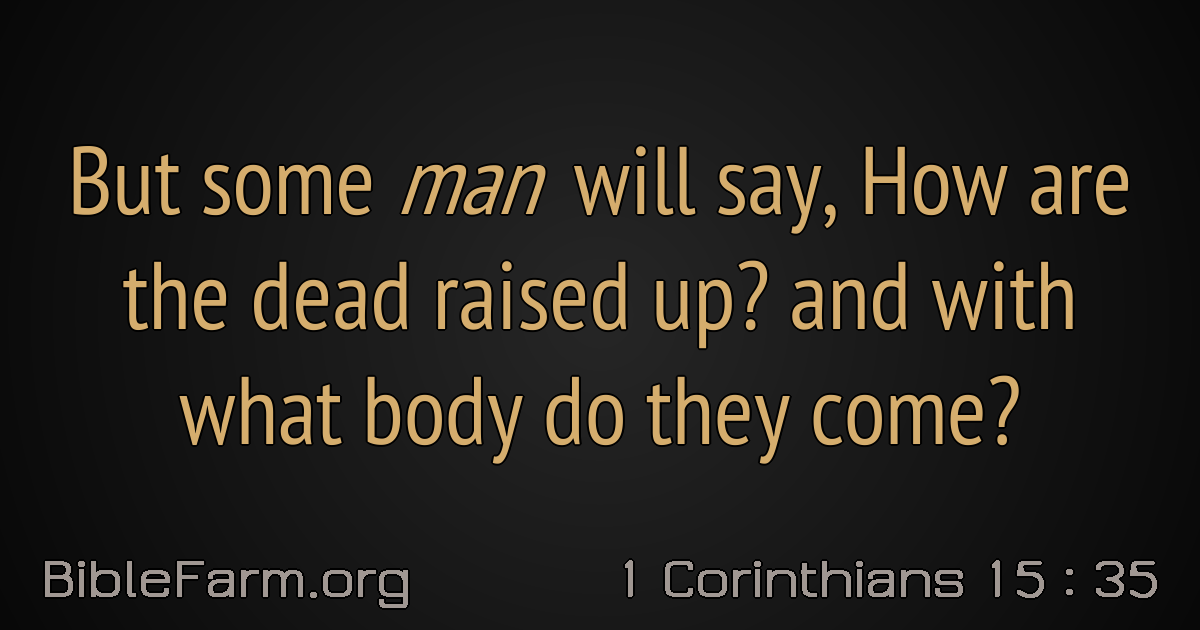 But some man will say, How are
the dead raised up? and with
what body do they come?
BibleFarm.org 1 Corinthians 15 : 35